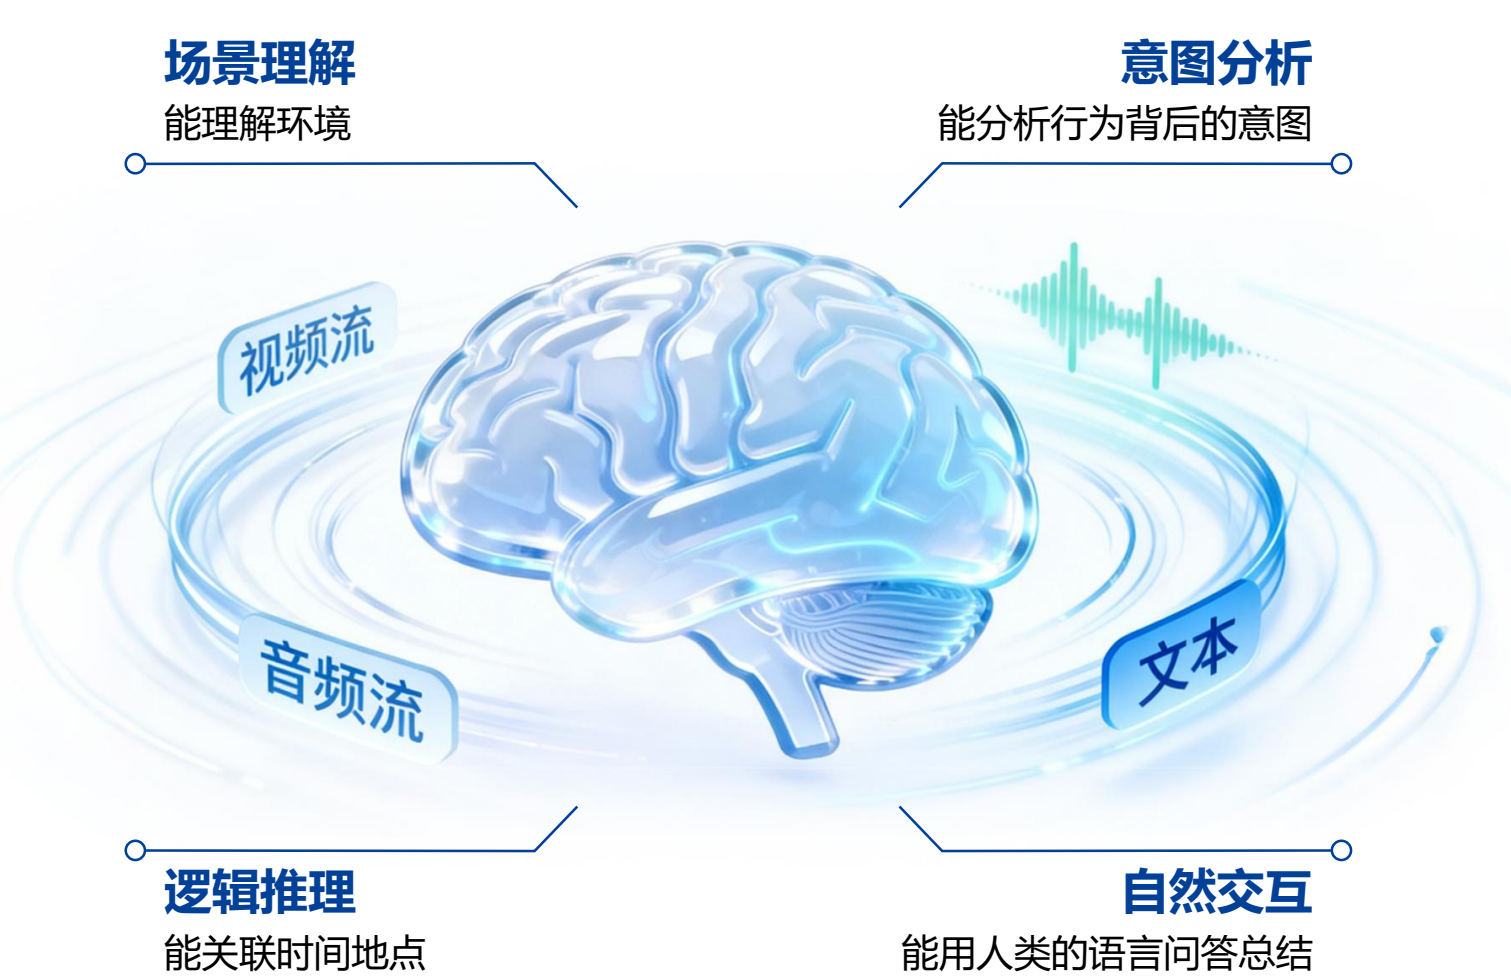 场景理解
能理解环境
意图分析
能分析行为背后的意图
视频流
音频流
文本
逻辑推理
能关联时间地点
自然交互
能用人类的语言问答总结